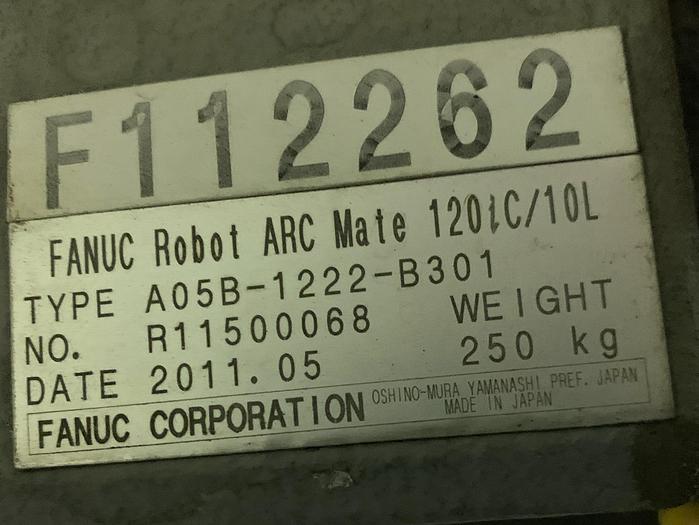 F112262
FANUC Robot ARC Mate 120iC/10L
TYPE A05B-1222-B301
NO. R11500068 WEIGHT
DATE 2011.05 250 kg
FANUC CORPORATION OSHINO-MURA YAMANASHI PREF. JAPAN
MADE IN JAPAN